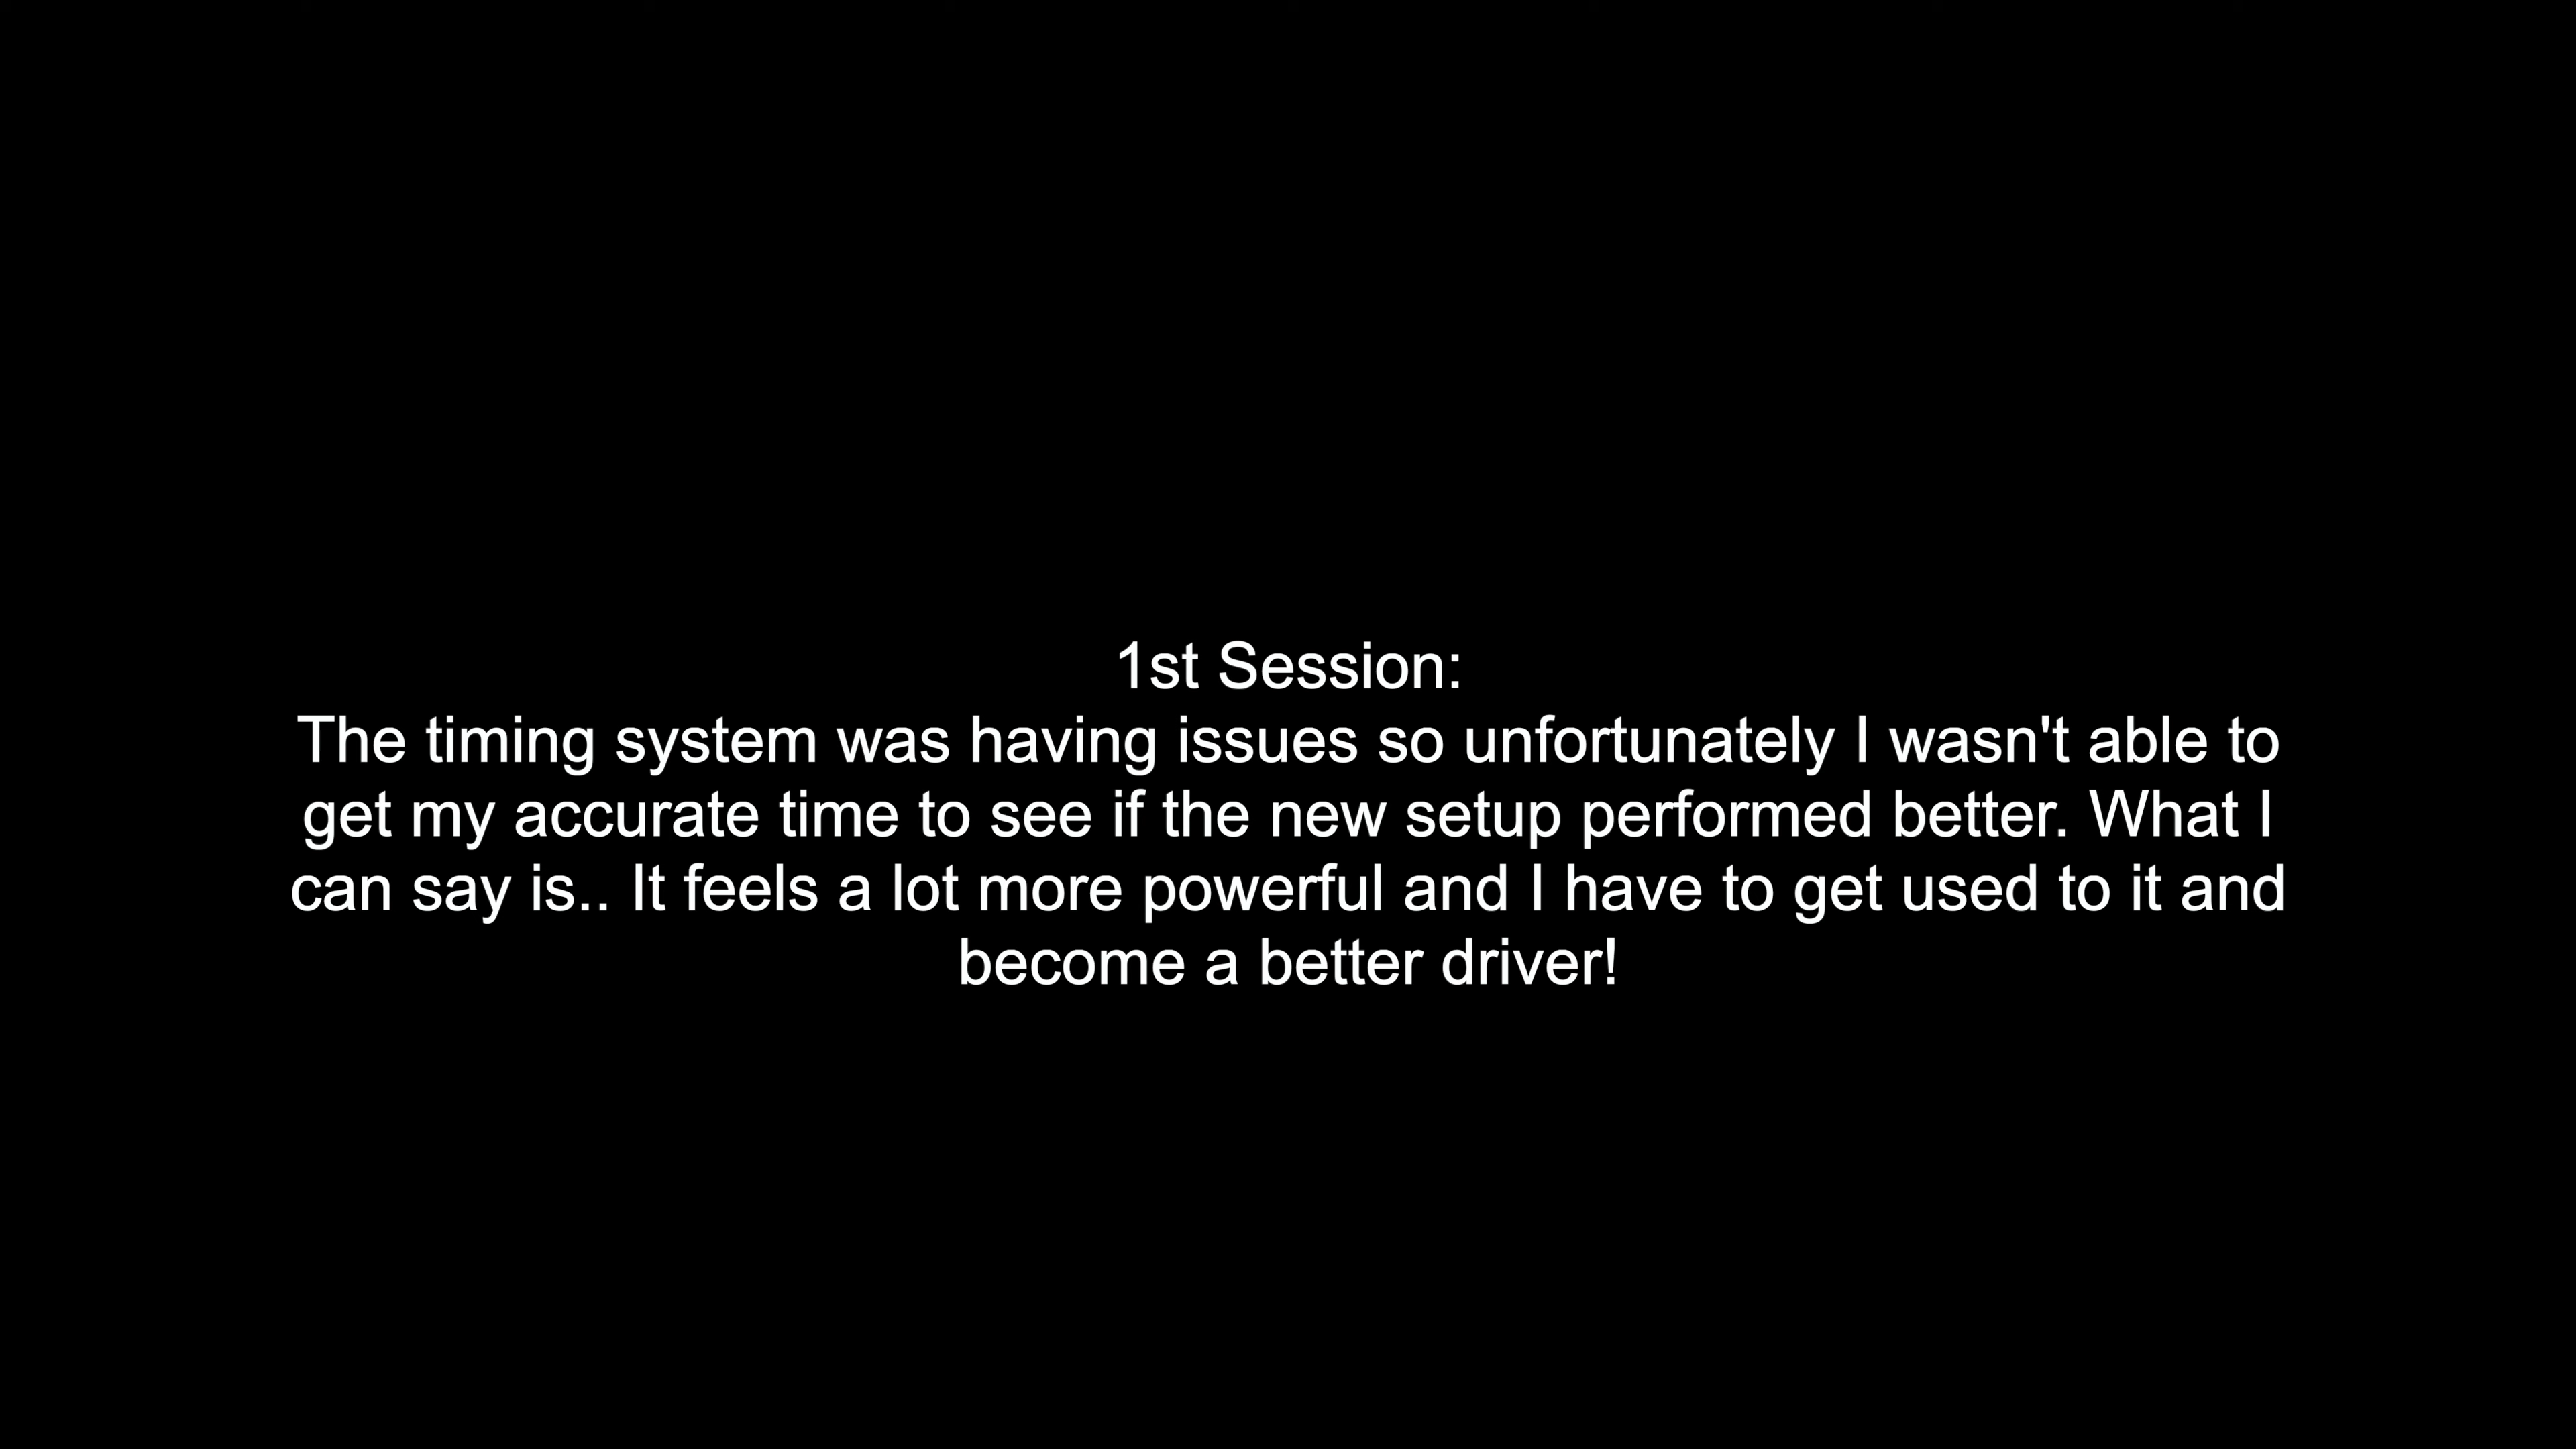 1st Session:
The timing system was having issues so unfortunately I wasn't able to
get my accurate time to see if the new setup performed better. What I
can say is.. It feels a lot more powerful and I have to get used to it and
become a better driver!